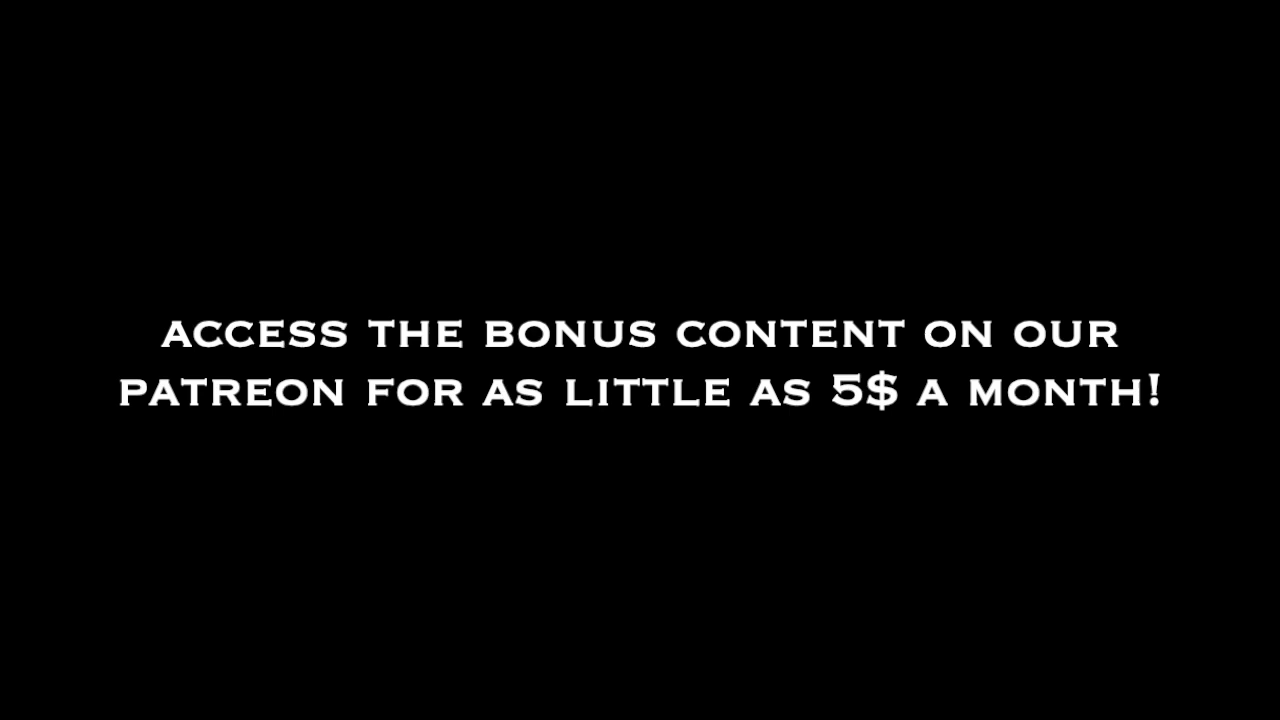 ACCESS THE BONUS CONTENT ON OUR
PATREON FOR AS LITTLE AS 5$ A MONTH!